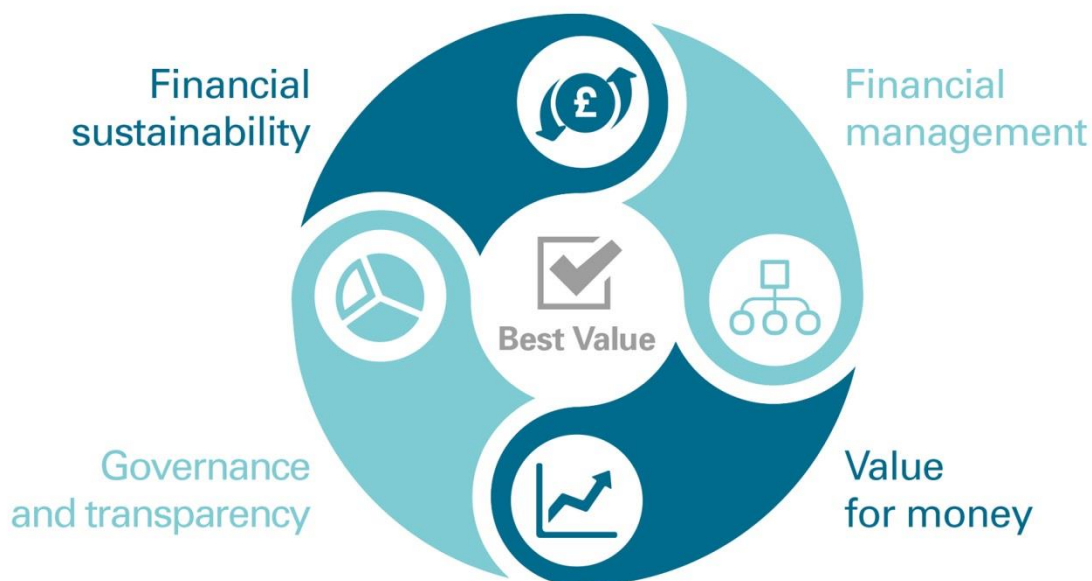 Financial
sustainability
Financial
management
£
Best Value
Governance
and transparency
Value
for money